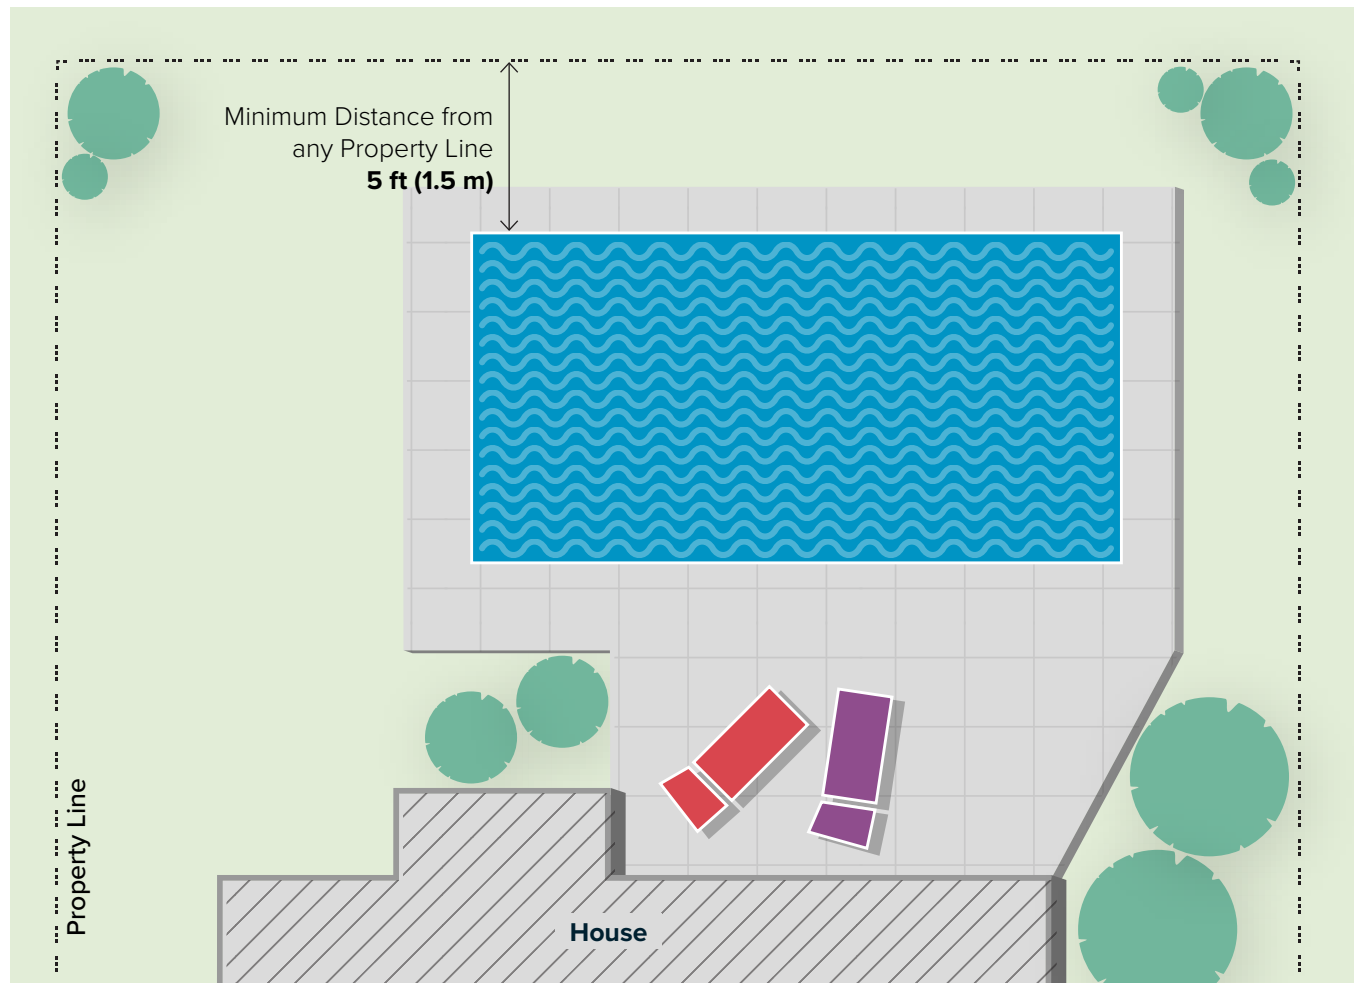 Minimum Distance from
any Property Line
5 ft (1.5 m)
Property Line
House